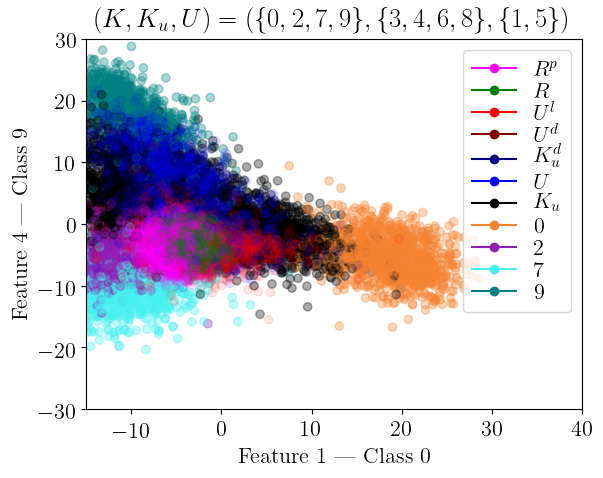 (K, K_u, U) = ({0, 2, 7, 9}, {3, 4, 6, 8}, {1, 5})
30
20
10
0
−10
−20
−30
Feature 4 — Class 9
−10
0
10
20
30
40
Feature 1 — Class 0
R^p
R
U^l
U^d
K_u^d
U
K_u
0
2
7
9